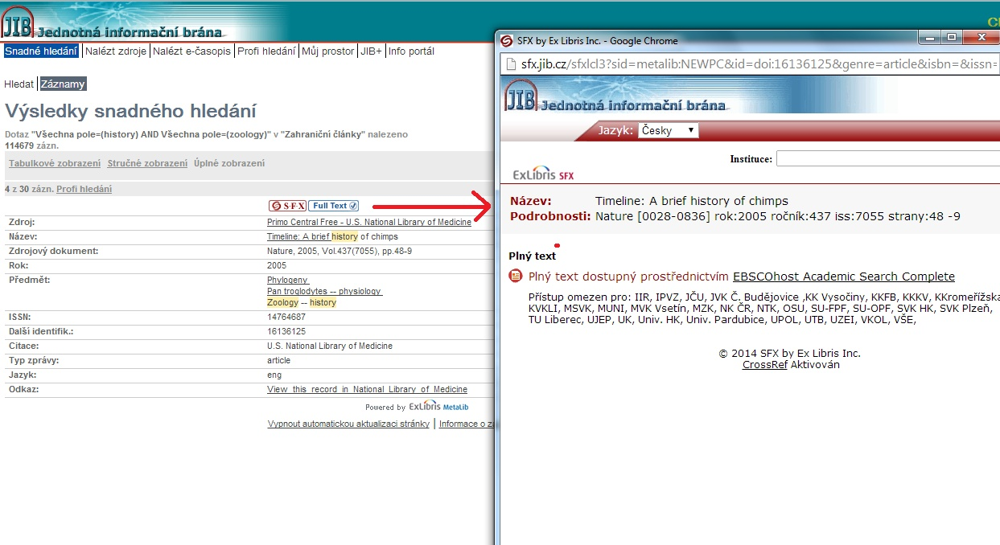 JIB Jednotná informační brána
Snadné hledání Nalézt zdroje Nalézt e-časopis Profi hledání Můj prostor JIB+ Info portál
Hledat Záznamy
Výsledky snadného hledání
Dotaz "Všechna pole=(history) AND Všechna pole=(zoology)" v "Zahraniční články" nalezeno
114679 zázn.
Tabulkové zobrazení Stručné zobrazení Úplné zobrazení
4 z 30 zázn. Profi hledání
S·F·X Full Text
Zdroj: Primo Central Free - U.S. National Library of Medicine
Název: Timeline: A brief history of chimps
Zdrojový dokument: Nature, 2005, Vol.437(7055), pp.48-9
Rok: 2005
Předmět: Phylogeny
Pan troglodytes -- physiology
Zoology -- history
ISSN: 14764687
Další identifik.: 16136125
Citace: U.S. National Library of Medicine
Typ zprávy: article
Jazyk: eng
Odkaz: View this record in National Library of Medicine
Powered by ExLibris MetaLib
Vypnout automatickou aktualizaci stránky Informace o
SFX by Ex Libris Inc. - Google Chrome
sfx.jib.cz/sfxlcl3?sid=metalib:NEWPC&id=doi:16136125&genre=article&isbn=&issn=
JIB Jednotná informační brána
Jazyk: Česky
Instituce:
ExLibris SFX
Název: Timeline: A brief history of chimps
Podrobnosti: Nature [0028-0836] rok:2005 ročník:437 iss:7055 strany:48 -9
Plný text
Plný text dostupný prostřednictvím EBSCOhost Academic Search Complete
Přístup omezen pro: IIR, IPVZ, JČU, JVK Č. Budějovice ,KK Vysočiny, KKFB, KKKV, KKroměřížska
KVKLI, MSVK, MUNI, MVK Vsetín, MZK, NK ČR, NTK, OSU, SU-FPF, SU-OPF, SVK HK, SVK Plzeň,
TU Liberec, UJEP, UK, Univ. HK, Univ. Pardubice, UPOL, UTB, UZEI, VKOL, VŠE,
© 2014 SFX by Ex Libris Inc.
CrossRef Aktivován